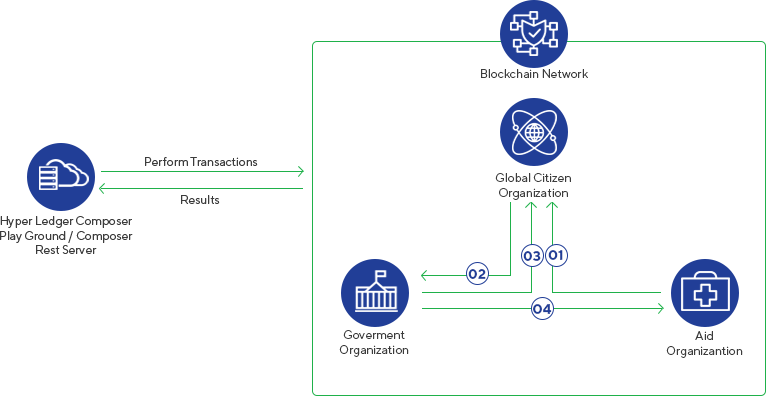 Blockchain Network
Global Citizen
Organization
Perform Transactions
Results
Hyper Ledger Composer
Play Ground / Composer
Rest Server
03
01
02
04
Goverment
Organization
Aid
Organizantion